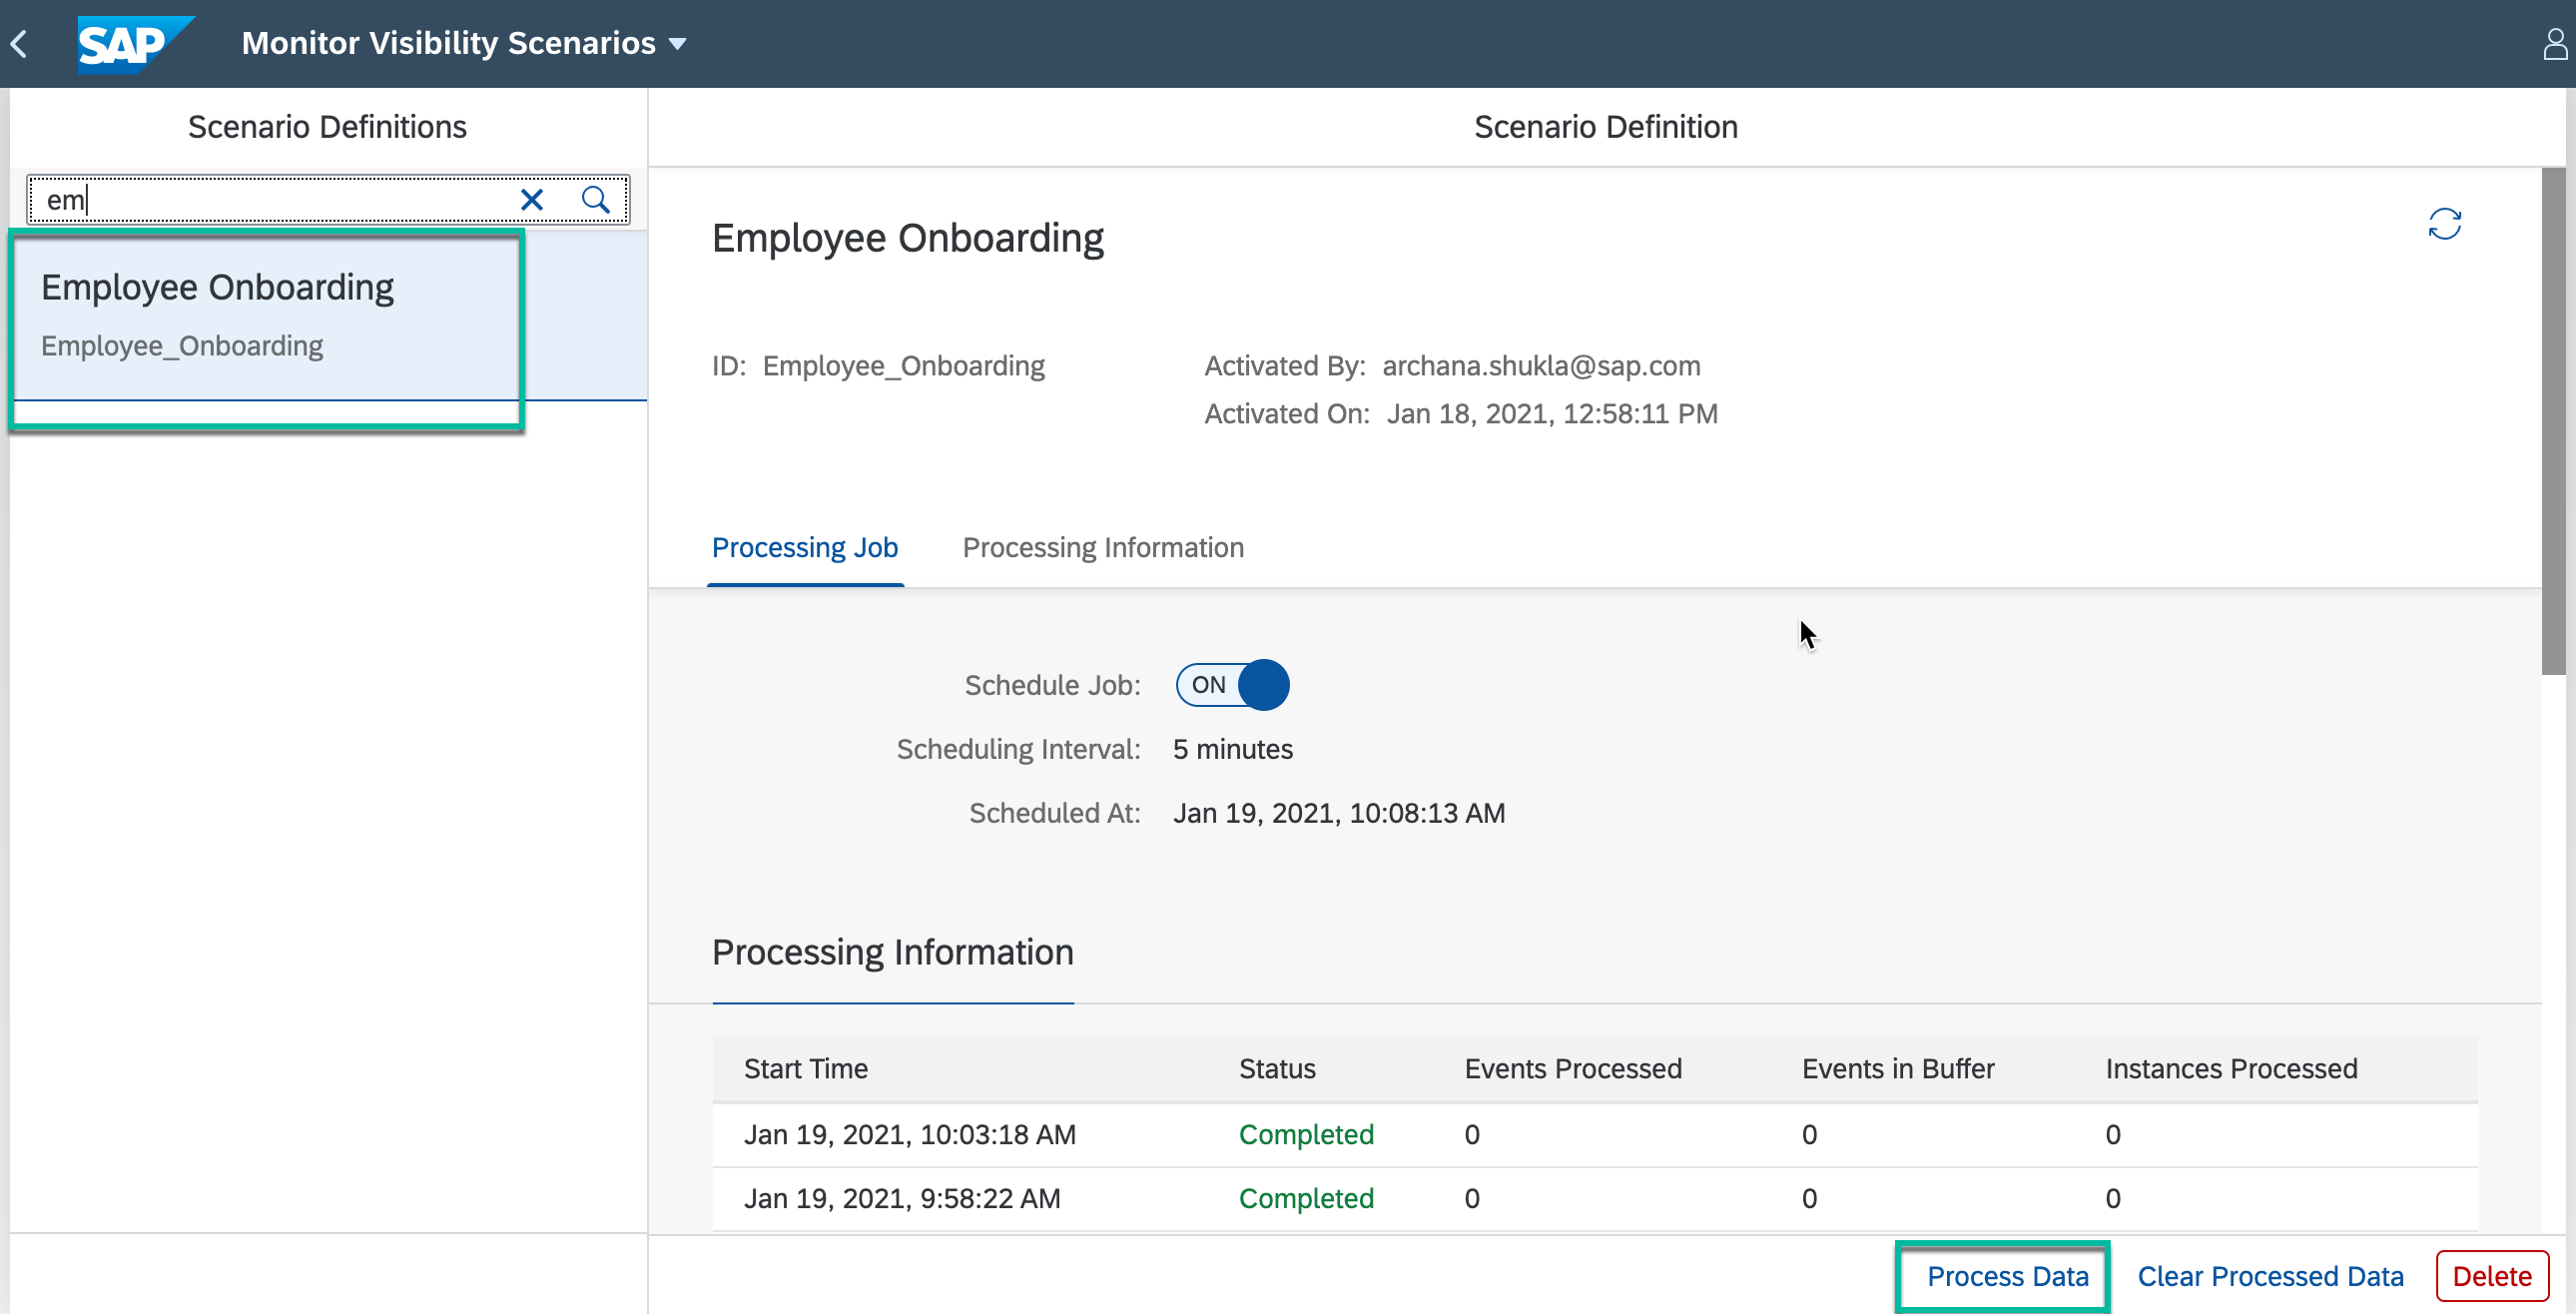 SAP Monitor Visibility Scenarios
Scenario Definitions
em
Employee Onboarding
Employee_Onboarding
Scenario Definition
Employee Onboarding
ID: Employee_Onboarding
Activated By: archana.shukla@sap.com
Activated On: Jan 18, 2021, 12:58:11 PM
Processing Job Processing Information
Schedule Job: ON
Scheduling Interval: 5 minutes
Scheduled At: Jan 19, 2021, 10:08:13 AM
Processing Information
Start Time Status Events Processed Events in Buffer Instances Processed
Jan 19, 2021, 10:03:18 AM Completed 0 0 0
Jan 19, 2021, 9:58:22 AM Completed 0 0 0
Process Data Clear Processed Data Delete